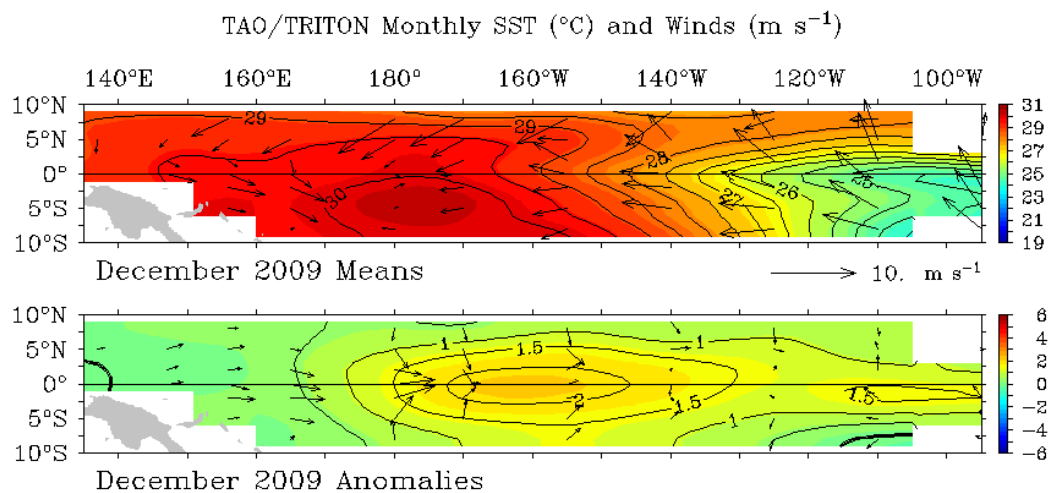 TAO/TRITON Monthly SST (°C) and Winds (m s⁻¹)
140°E 160°E 180° 160°W 140°W 120°W 100°W
10°N
5°N
0°
5°S
10°S
29 29 28 30 27 26 25
31
29
27
25
23
21
19
December 2009 Means
10. m s⁻¹
10°N
5°N
0°
5°S
10°S
1 1.5 1 2 1.5 1.5 1
6
4
2
0
-2
-4
-6
December 2009 Anomalies